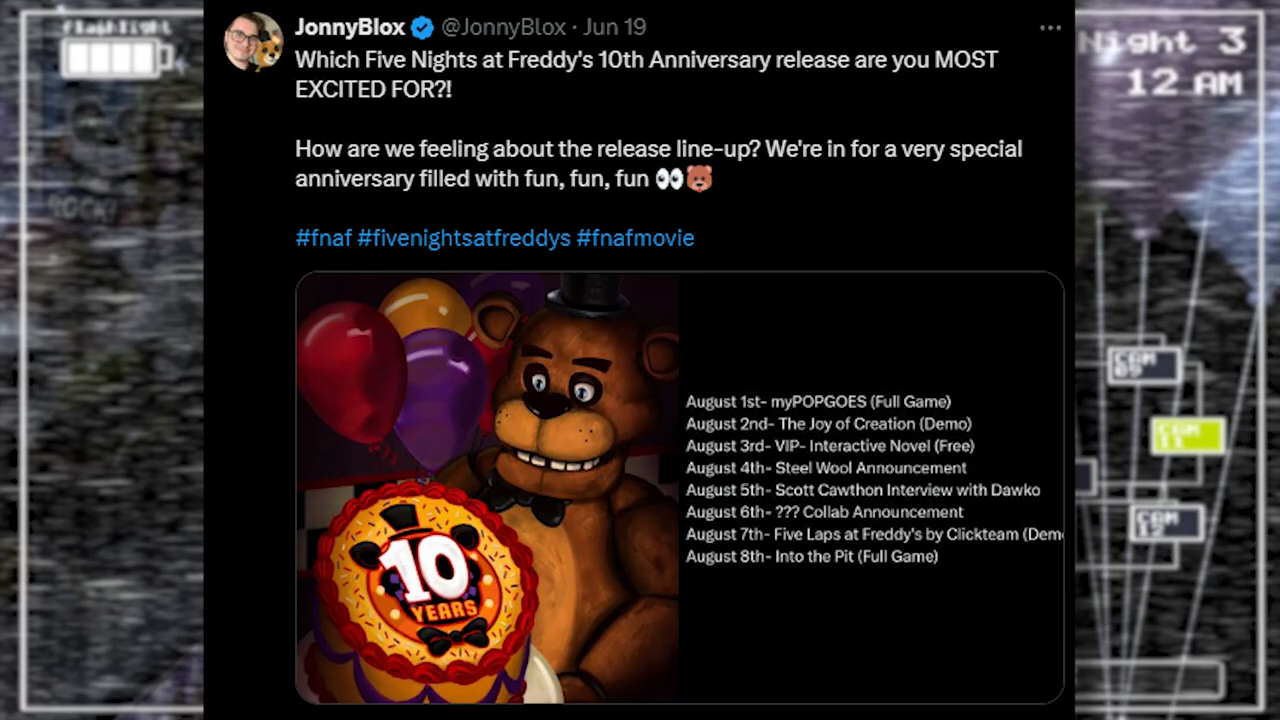 flashlight
Night 3
12 AM
JonnyBlox @JonnyBlox · Jun 19
Which Five Nights at Freddy's 10th Anniversary release are you MOST
EXCITED FOR?!
How are we feeling about the release line-up? We're in for a very special
anniversary filled with fun, fun, fun 👀🐻
#fnaf #fivenightsatfreddys #fnafmovie
10
YEARS
August 1st- myPOPGOES (Full Game)
August 2nd- The Joy of Creation (Demo)
August 3rd- VIP- Interactive Novel (Free)
August 4th- Steel Wool Announcement
August 5th- Scott Cawthon Interview with Dawko
August 6th- ??? Collab Announcement
August 7th- Five Laps at Freddy's by Clickteam (Dem
August 8th- Into the Pit (Full Game)
ROCK!
CAM
CAM
11
CAM
12